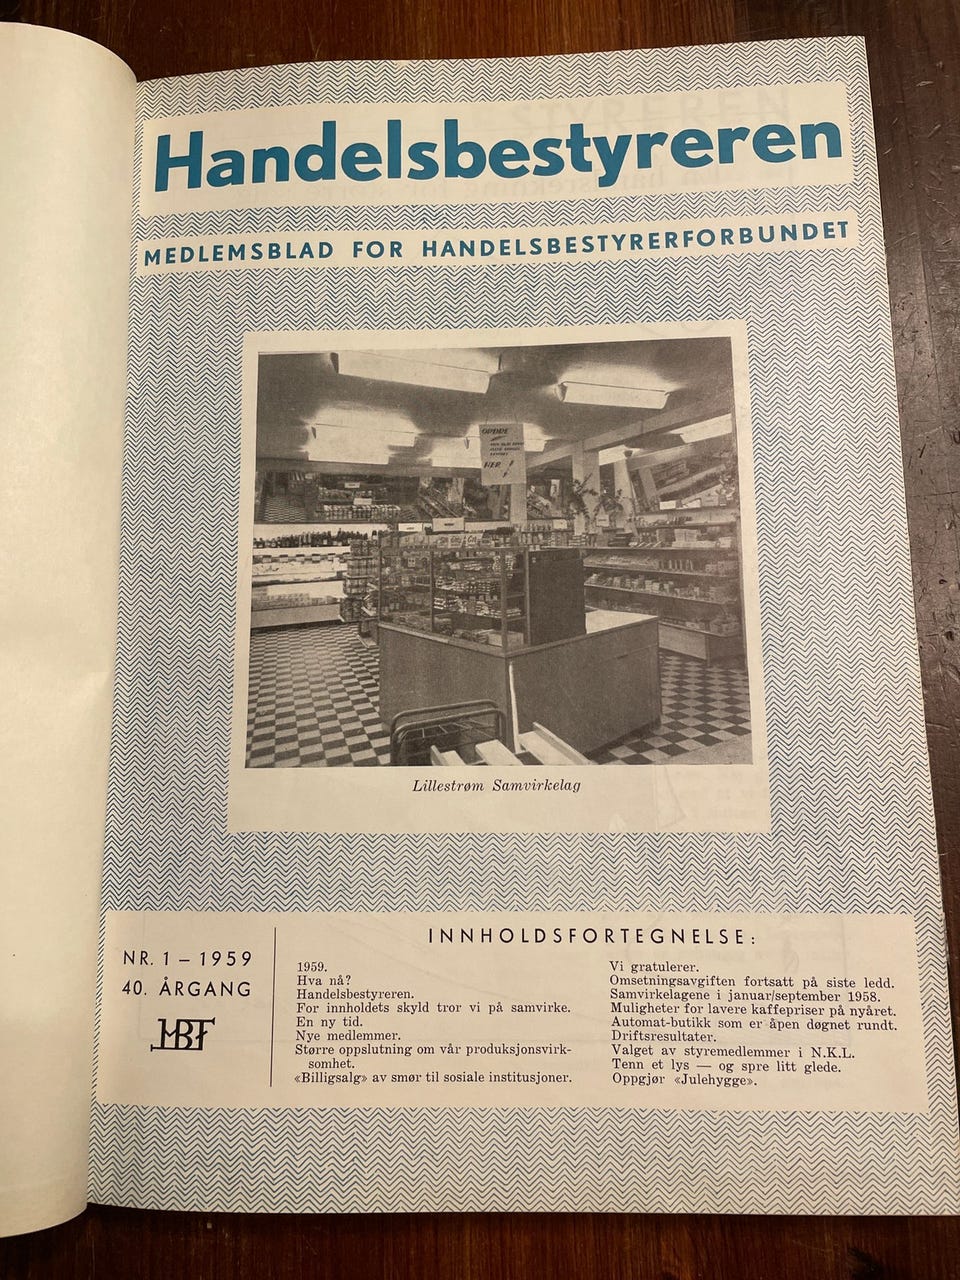 Handelsbestyreren
MEDLEMSBLAD FOR HANDELSBESTYRERFORBUNDET
HER
Lillestrøm Samvirkelag
NR. 1 – 1959
40. ÅRGANG
HBF
INNHOLDSFORTEGNELSE:
1959.
Hva nå?
Handelsbestyreren.
For innholdets skyld tror vi på samvirke.
En ny tid.
Nye medlemmer.
Større oppslutning om vår produksjonsvirk-
somhet.
«Billigsalg» av smør til sosiale institusjoner.
Vi gratulerer.
Omsetningsavgiften fortsatt på siste ledd.
Samvirkelagene i januar/september 1958.
Muligheter for lavere kaffepriser på nyåret.
Automat-butikk som er åpen døgnet rundt.
Driftsresultater.
Valget av styremedlemmer i N.K.L.
Tenn et lys — og spre litt glede.
Oppgjør «Julehygge».